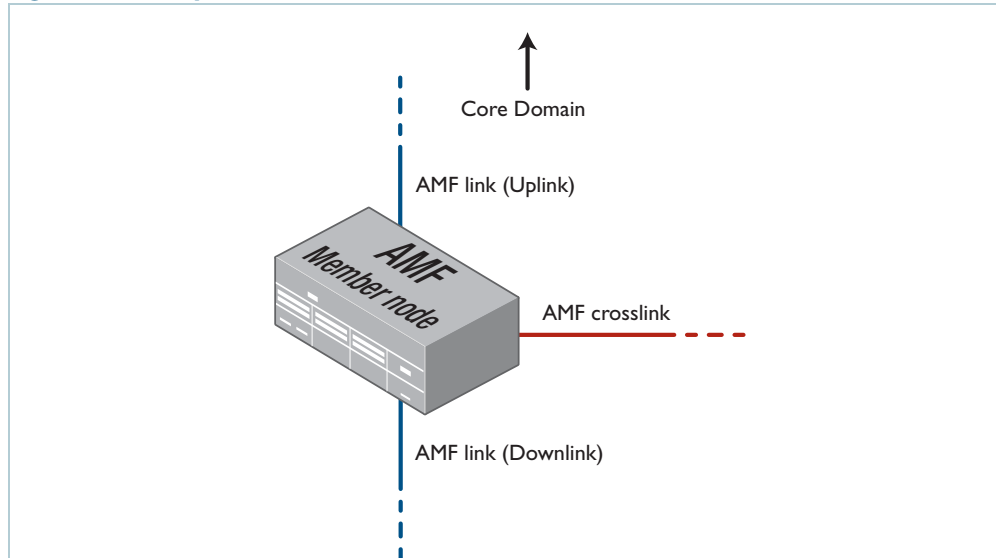 Core Domain
AMF link (Uplink)
AMF
Member node
AMF crosslink
AMF link (Downlink)